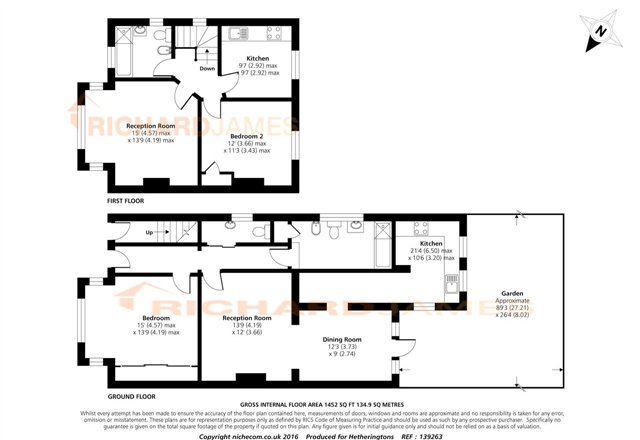 N
Kitchen
9'7 (2.92) max
x 9'7 (2.92) max
Down
RICHARDJAMES
Reception Room
15' (4.57) max
x 13'9 (4.19) max
Bedroom 2
12' (3.66) max
x 11'3 (3.43) max
FIRST FLOOR
Up
Kitchen
21'4 (6.50) max
x 10'6 (3.20) max
Garden
Approximate
89'3 (27.21)
x 26'4 (8.02)
RICHARDJAMES
Bedroom
15' (4.57) max
x 13'9 (4.19) max
Reception Room
13'9 (4.19)
x 12' (3.66)
Dining Room
12'3 (3.73)
x 9' (2.74)
GROUND FLOOR
GROSS INTERNAL FLOOR AREA 1452 SQ FT 134.9 SQ METRES
Whilst every attempt has been made to ensure the accuracy of the floor plan contained here, measurements of doors, windows and rooms are approximate and no responsibility is taken for any error,
omission or misstatement. These plans are for representation purposes only as defined by RICS Code of Measuring Practice and should be used as such by any prospective purchaser. Specifically no
guarantee is given on the total square footage of the property if quoted on this plan. Any figure given is for initial guidance only and should not be relied on as a basis of valuation.
Copyright nichecom.co.uk 2016 Produced for Hetheringtons REF : 139263